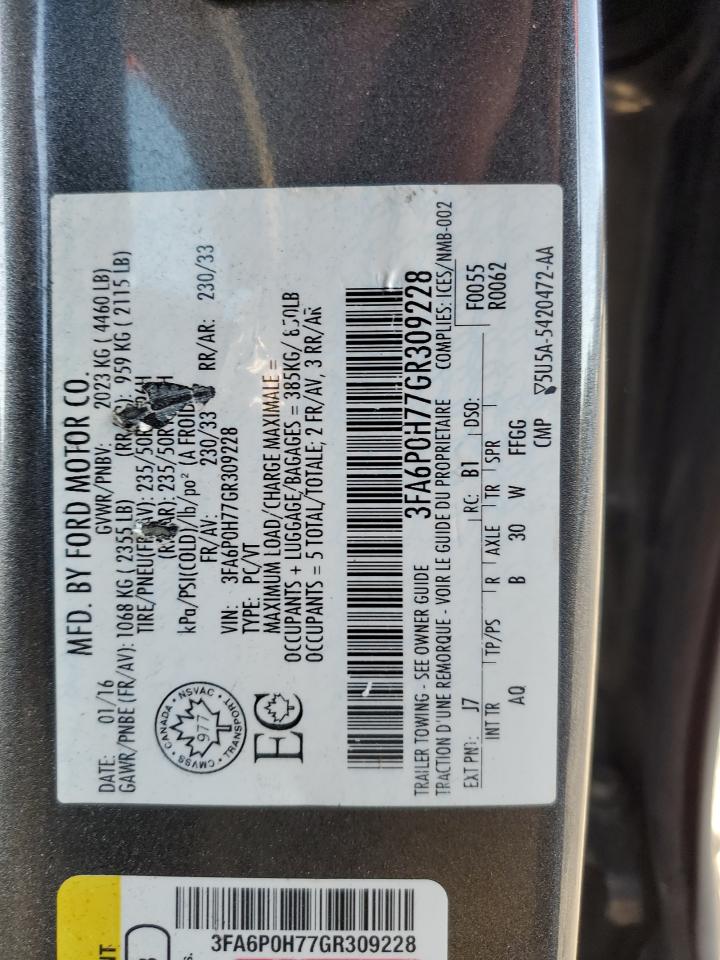 MFD. BY FORD MOTOR CO.
DATE: 01/16 GVWR/PNBV: 2023 KG ( 4460 LB)
GAWR/PNBE (FR/AV): 1068 KG ( 2355 LB) (RR 959 KG ( 2115 LB)
TIRE/PNEU(FR/AV): 235/50R
235/50R
kPa/PSI(COLD)/lb/po² (A FROID
FR/AV: 230/33 RR/AR: 230/33
VIN: 3FA6P0H77GR309228
TYPE: PC/VT
MAXIMUM LOAD/CHARGE MAXIMALE =
OCCUPANTS + LUGGAGE/BAGAGES = 385KG/ LB
OCCUPANTS = 5 TOTAL/TOTALE; 2 FR/AV, 3 RR/AR
CMVSS • CANADA • NSVAC • TRANSPORT
977
EC
3FA6P0H77GR309228
TRAILER TOWING - SEE OWNER GUIDE
TRACTION D'UNE REMORQUE - VOIR LE GUIDE DU PROPRIETAIRE COMPLIES: ICES/NMB-002
EXT PNT: J7 RC: B1 DSO: F0055
R0062
INT TR TP/PS R AXLE TR SPR
AQ B 30 W FFGG
CMP 5U5A-5420472-AA
NT
s.
3FA6P0H77GR309228